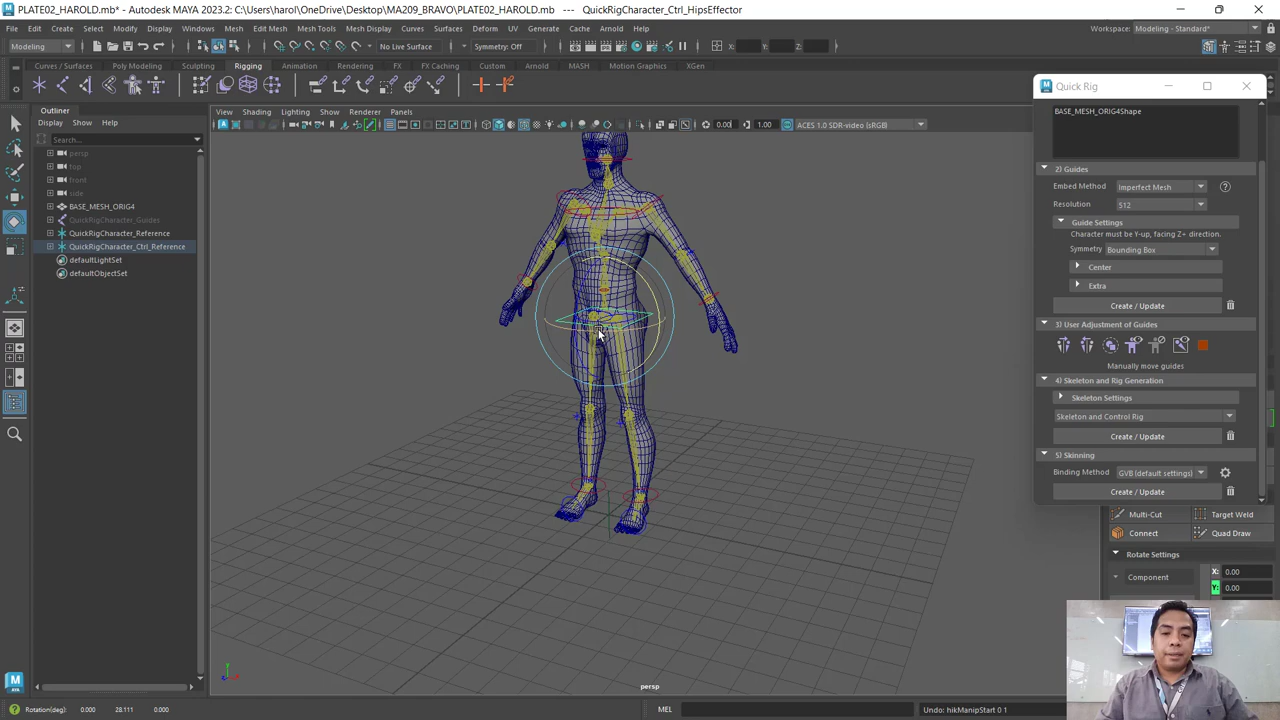 PLATE02_HAROLD.mb* - Autodesk MAYA 2023.2: C:\Users\harol\OneDrive\Desktop\MA209_BRAVO\PLATE02_HAROLD.mb* --- QuickRigCharacter_Ctrl_HipsEffector
File Edit Create Select Modify Display Windows Mesh Edit Mesh Mesh Tools Mesh Display Curves Surfaces Deform UV Generate Cache Arnold Help
Workspace: Modeling - Standard*
Modeling
No Live Surface
Symmetry: Off
X:
Y:
Z:
Curves / Surfaces Poly Modeling Sculpting Rigging Animation Rendering FX FX Caching Arnold MASH Motion Graphics XGen
Outliner
Display Show Help
Search...
persp
top
front
side
BASE_MESH_ORIG4
QuickRigCharacter_Guides
QuickRigCharacter_Reference
QuickRigCharacter_Ctrl_Reference
defaultLightSet
defaultObjectSet
View Shading Lighting Show Renderer Panels
0.00
1.00
ACES 1.0 SDR-video (sRGB)
persp
Quick Rig
BASE_MESH_ORIG4Shape
2) Guides
Embed Method Imperfect Mesh
Resolution 512
Guide Settings
Character must be Y-up, facing Z+ direction.
Symmetry Bounding Box
Center
Extra
Create / Update
3) User Adjustment of Guides
Manually move guides
4) Skeleton and Rig Generation
Skeleton Settings
Skeleton and Control Rig
Create / Update
5) Skinning
Binding Method GVB (default settings)
Create / Update
Multi-Cut
Target Weld
Connect
Quad Draw
Rotate Settings
Component
X: 0.00
Y: 0.00
Rotation(deg): 0.000 28.111 0.000
MEL
Undo: hikManipStart 0 1